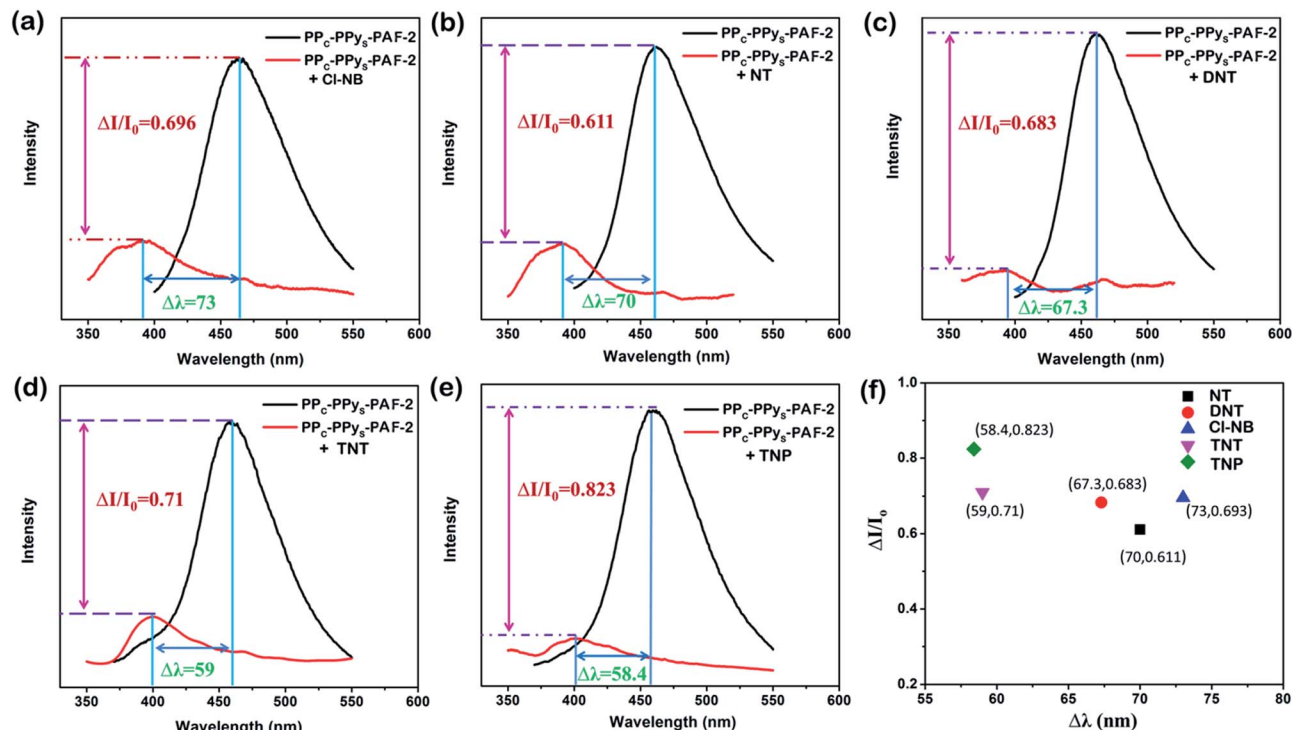 (a)
PPc-PPys-PAF-2
PPc-PPys-PAF-2
+ Cl-NB
ΔI/I0=0.696
Δλ=73
Intensity
350 400 450 500 550 600
Wavelength (nm)
(b)
PPc-PPys-PAF-2
PPc-PPys-PAF-2
+ NT
ΔI/I0=0.611
Δλ=70
Intensity
350 400 450 500 550 600
Wavelength (nm)
(c)
PPc-PPys-PAF-2
PPc-PPys-PAF-2
+ DNT
ΔI/I0=0.683
Δλ=67.3
Intensity
350 400 450 500 550 600
Wavelength (nm)
(d)
PPc-PPys-PAF-2
PPc-PPys-PAF-2
+ TNT
ΔI/I0=0.71
Δλ=59
Intensity
350 400 450 500 550 600
Wavelength (nm)
(e)
PPc-PPys-PAF-2
PPc-PPys-PAF-2
+ TNP
ΔI/I0=0.823
Δλ=58.4
Intensity
350 400 450 500 550 600
Wavelength (nm)
(f)
NT
DNT
Cl-NB
TNT
TNP
(58.4,0.823)
(67.3,0.683)
(59,0.71)
(73,0.693)
(70,0.611)
1.0
0.8
0.6
0.4
0.2
ΔI/Io
55 60 65 70 75 80
Δλ (nm)